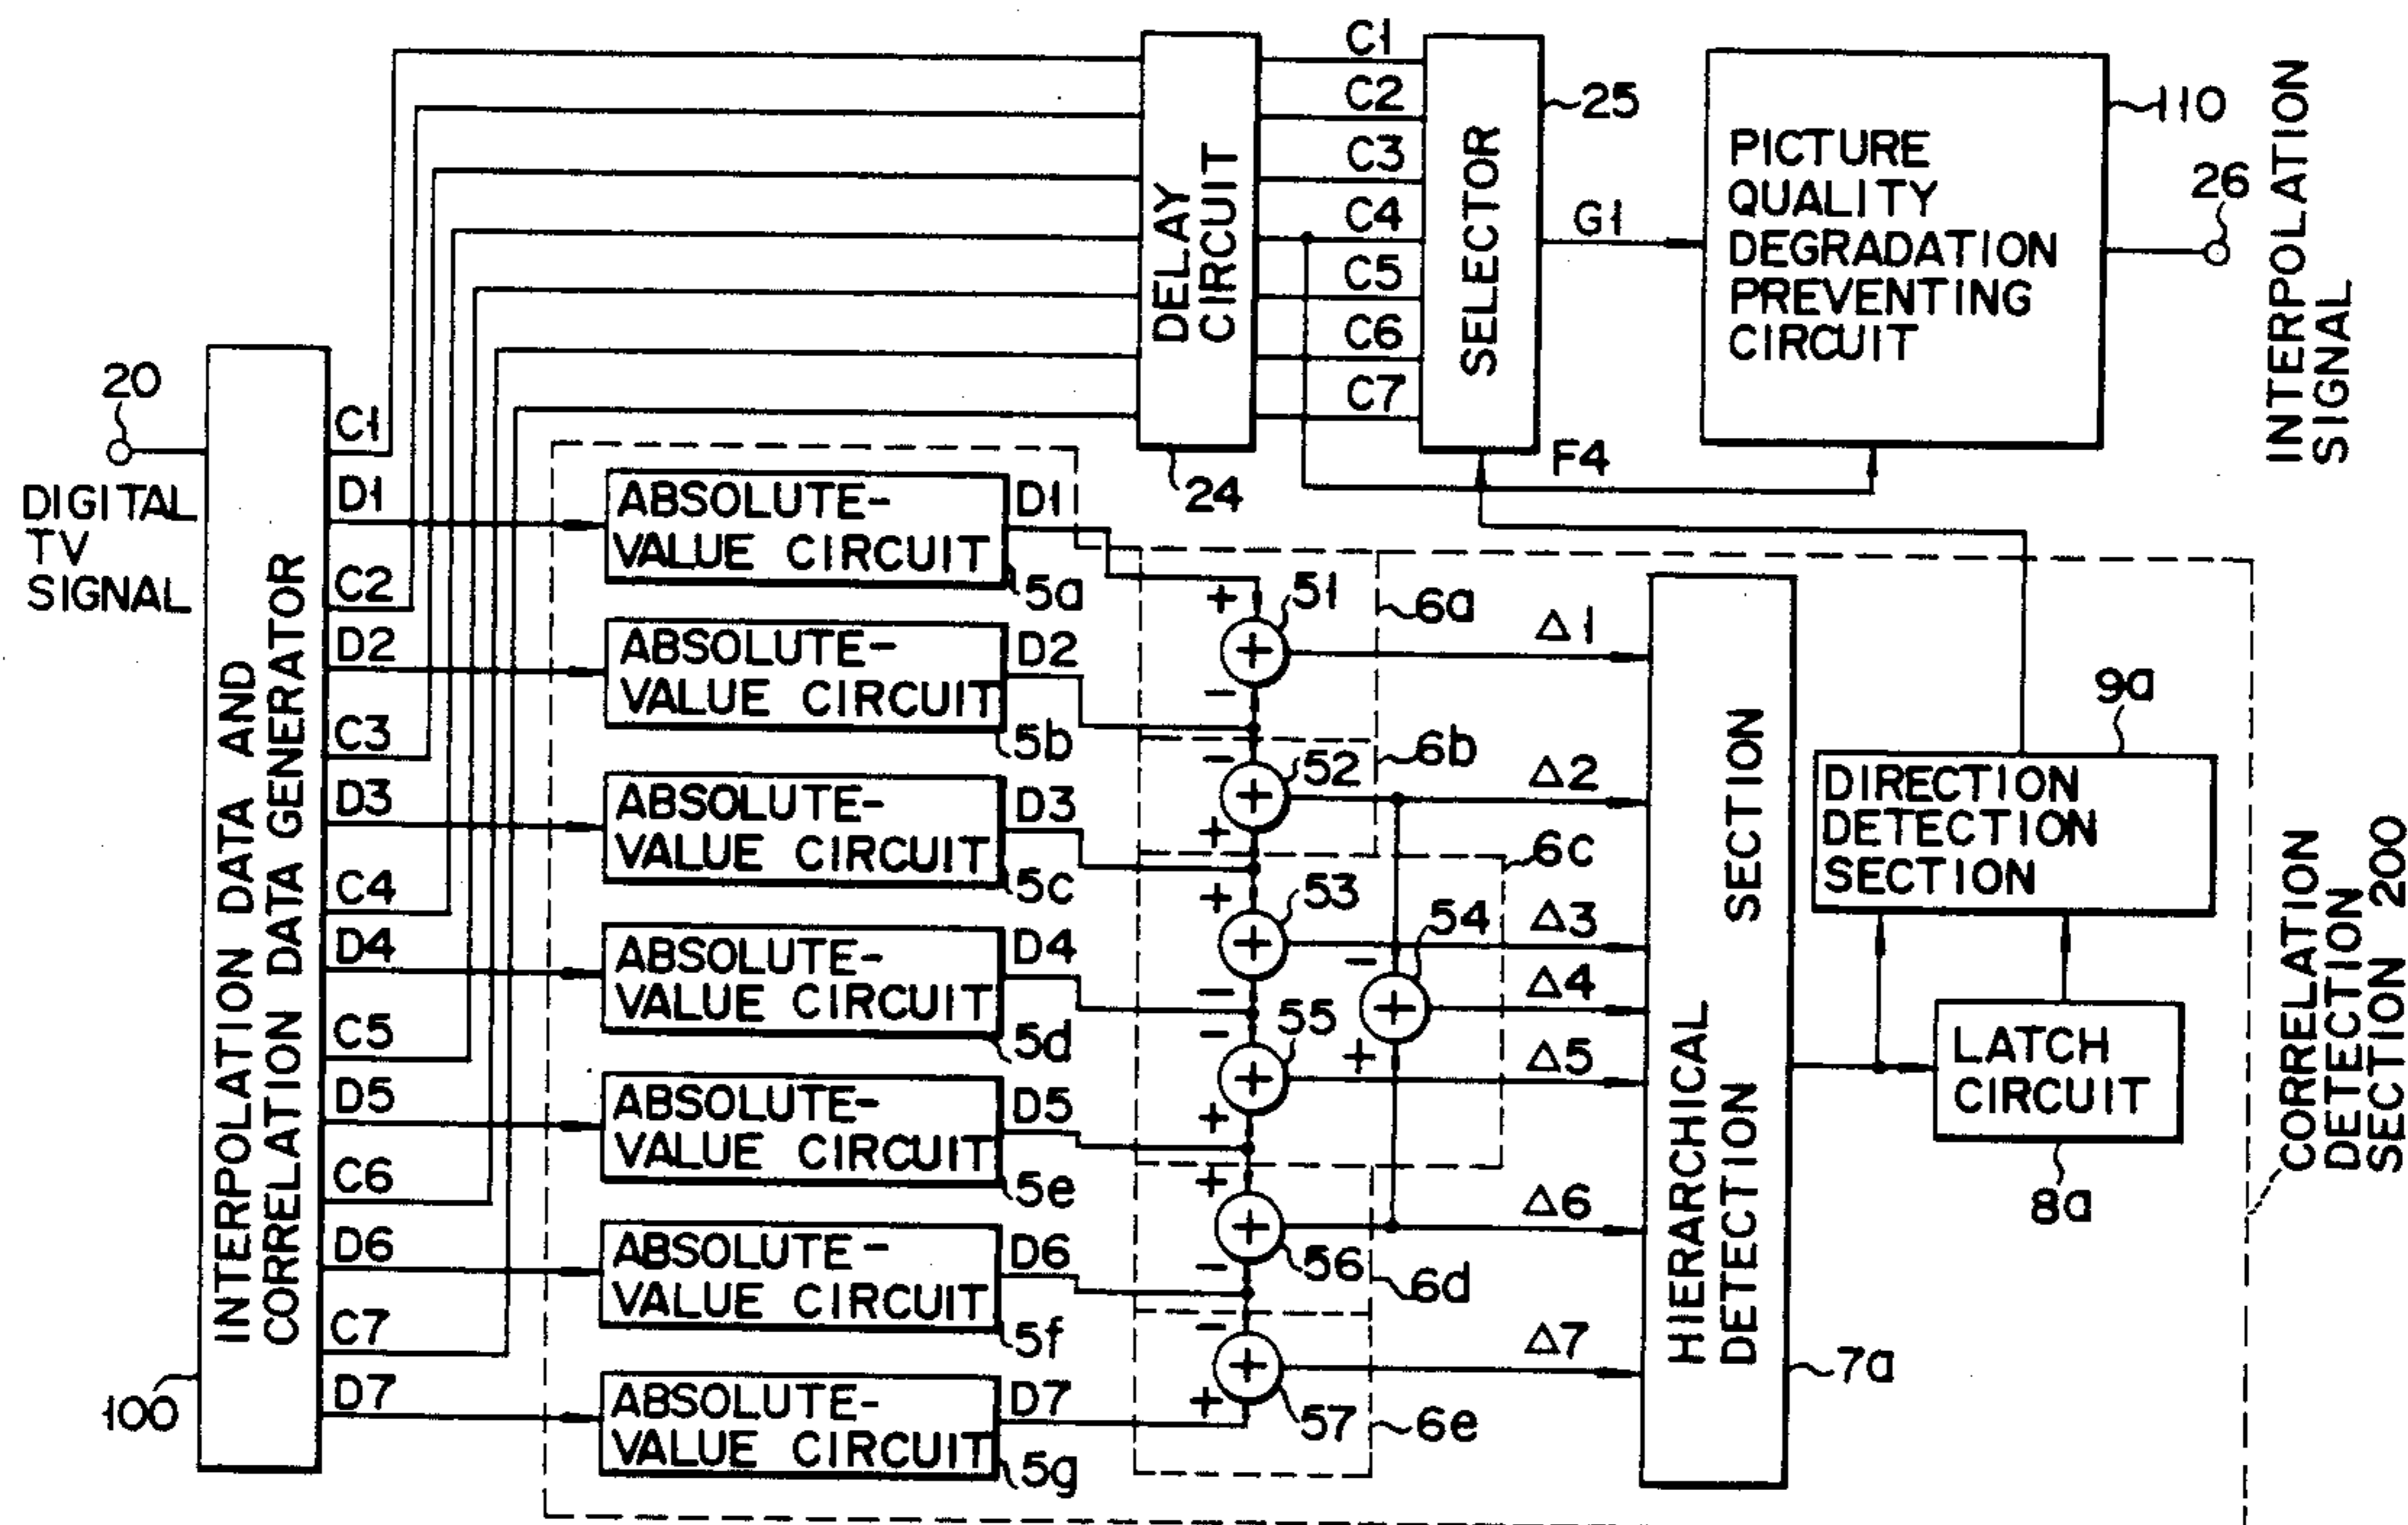 C1
C2
C3
C4
C5
C6
C7
DELAY
CIRCUIT
24
SELECTOR
25
G1
F4
PICTURE
QUALITY
DEGRADATION
PREVENTING
CIRCUIT
110
26
INTERPOLATION
SIGNAL
20
DIGITAL
TV
SIGNAL
INTERPOLATION DATA AND
CORRELATION DATA GENERATOR
100
C1
D1
C2
D2
C3
D3
C4
D4
C5
D5
C6
D6
C7
D7
ABSOLUTE-
VALUE CIRCUIT
5a
D1
ABSOLUTE-
VALUE CIRCUIT
5b
D2
ABSOLUTE-
VALUE CIRCUIT
5c
D3
ABSOLUTE-
VALUE CIRCUIT
5d
D4
ABSOLUTE-
VALUE CIRCUIT
5e
D5
ABSOLUTE-
VALUE CIRCUIT
5f
D6
ABSOLUTE-
VALUE CIRCUIT
5g
D7
+
+
51
−
6a
−
+
52
+
6b
+
+
53
−
6c
−
+
54
+
−
+
55
+
+
+
56
−
6d
−
+
57
+
6e
Δ1
Δ2
Δ3
Δ4
Δ5
Δ6
Δ7
HIERARCHICAL
DETECTION SECTION
7a
9a
DIRECTION
DETECTION
SECTION
LATCH
CIRCUIT
8a
CORRELATION
DETECTION
SECTION 200